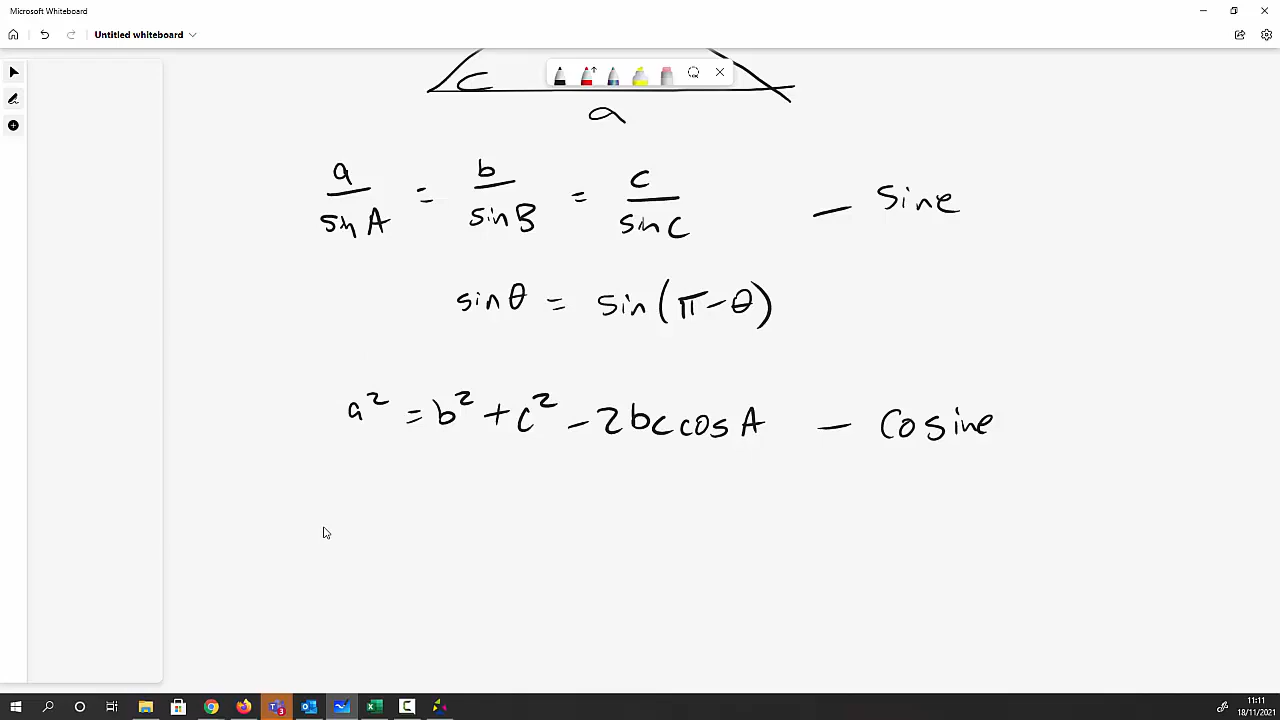 Microsoft Whiteboard
Untitled whiteboard
C
a
a/sin A = b/sin B = c/sin C — Sine
sin θ = sin(π − θ)
a² = b² + c² − 2bc cos A — Cosine
11:11
18/11/2021